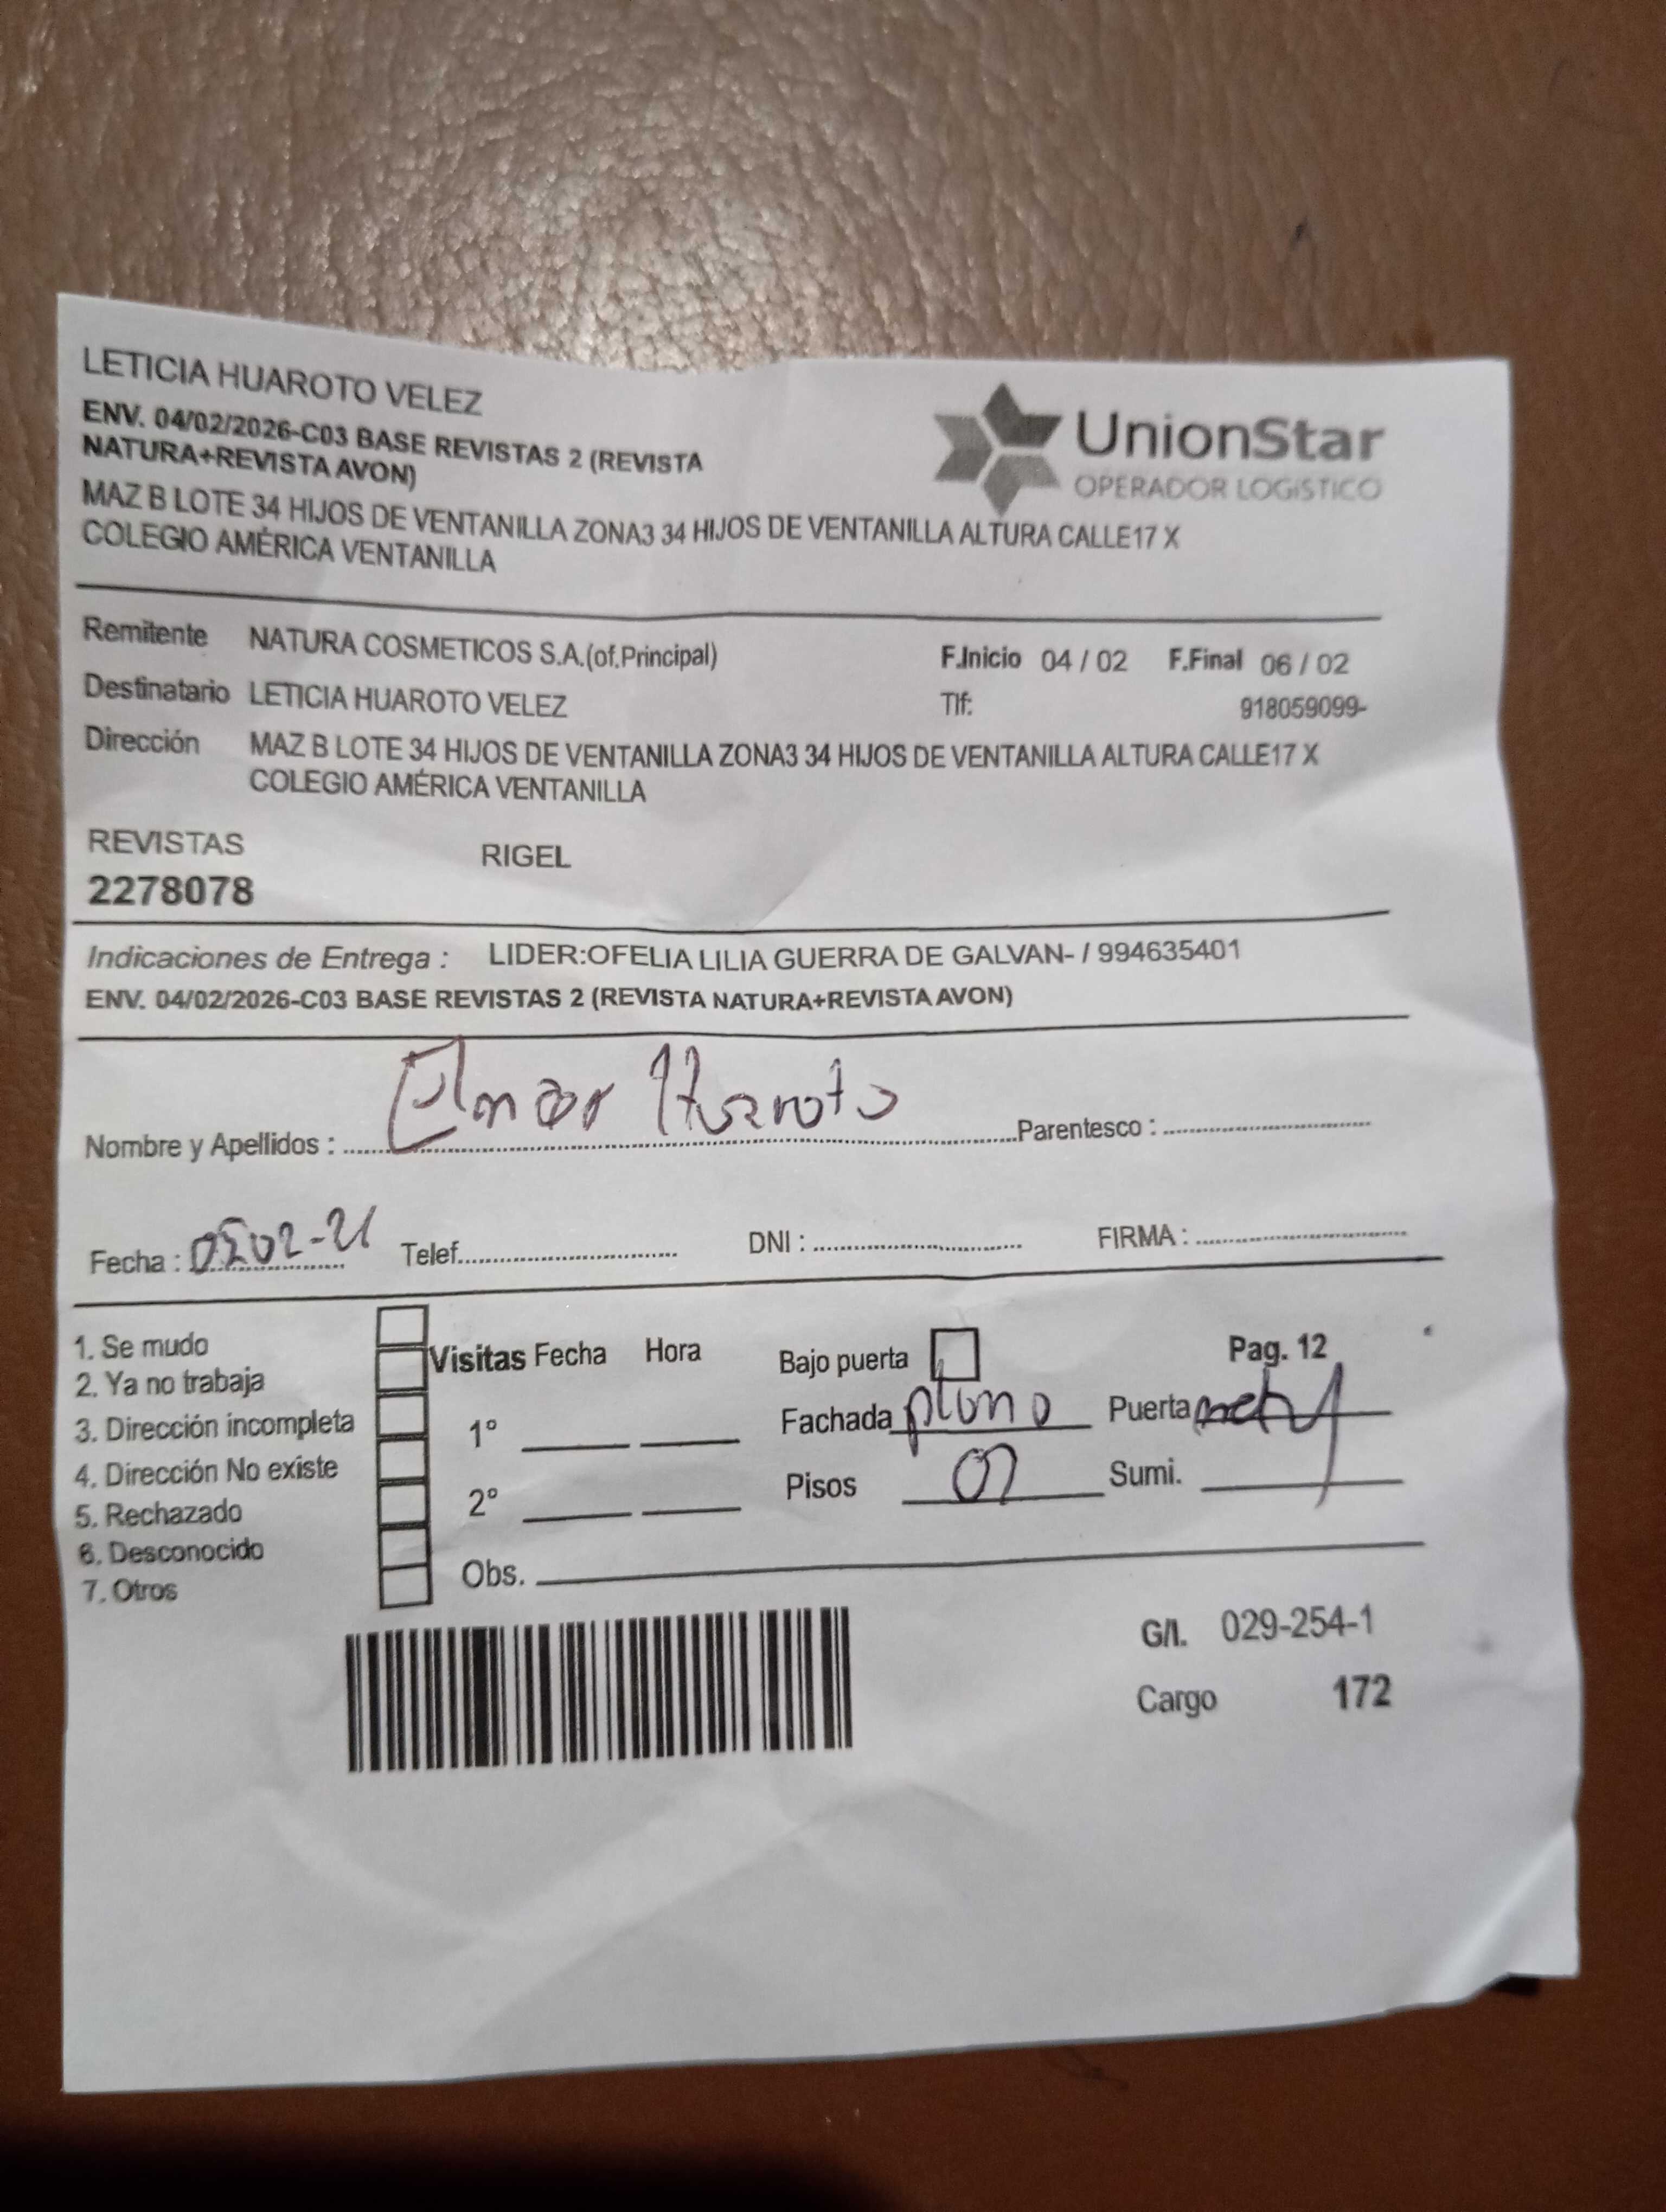 LETICIA HUAROTO VELEZ
ENV. 04/02/2026-C03 BASE REVISTAS 2 (REVISTA
NATURA+REVISTA AVON)
MAZ B LOTE 34 HIJOS DE VENTANILLA ZONA3 34 HIJOS DE VENTANILLA ALTURA CALLE17 X
COLEGIO AMÉRICA VENTANILLA
UnionStar
OPERADOR LOGÍSTICO
Remitente NATURA COSMETICOS S.A.(of.Principal) F.Inicio 04 / 02 F.Final 06 / 02
Destinatario LETICIA HUAROTO VELEZ Tlf: 918059099-
Dirección MAZ B LOTE 34 HIJOS DE VENTANILLA ZONA3 34 HIJOS DE VENTANILLA ALTURA CALLE17 X
COLEGIO AMÉRICA VENTANILLA
REVISTAS RIGEL
2278078
Indicaciones de Entrega : LIDER:OFELIA LILIA GUERRA DE GALVAN- / 994635401
ENV. 04/02/2026-C03 BASE REVISTAS 2 (REVISTA NATURA+REVISTA AVON)
Nombre y Apellidos : Huaroto Parentesco :
Fecha : Telef. DNI : FIRMA :
1. Se mudo
2. Ya no trabaja
3. Dirección incompleta
4. Dirección No existe
5. Rechazado
6. Desconocido
7. Otros
Visitas Fecha Hora
1°
2°
Obs.
Bajo puerta Pag. 12
Fachada plomo Puerta
Pisos 02 Sumi.
G/I. 029-254-1
Cargo 172